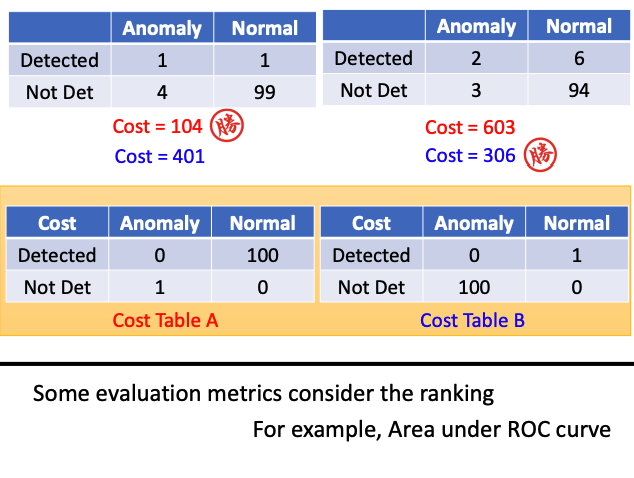 Anomaly Normal
Detected 1 1
Not Det 4 99
Cost = 104 勝
Cost = 401
Anomaly Normal
Detected 2 6
Not Det 3 94
Cost = 603
Cost = 306 勝
Cost Anomaly Normal
Detected 0 100
Not Det 1 0
Cost Table A
Cost Anomaly Normal
Detected 0 1
Not Det 100 0
Cost Table B
Some evaluation metrics consider the ranking
For example, Area under ROC curve